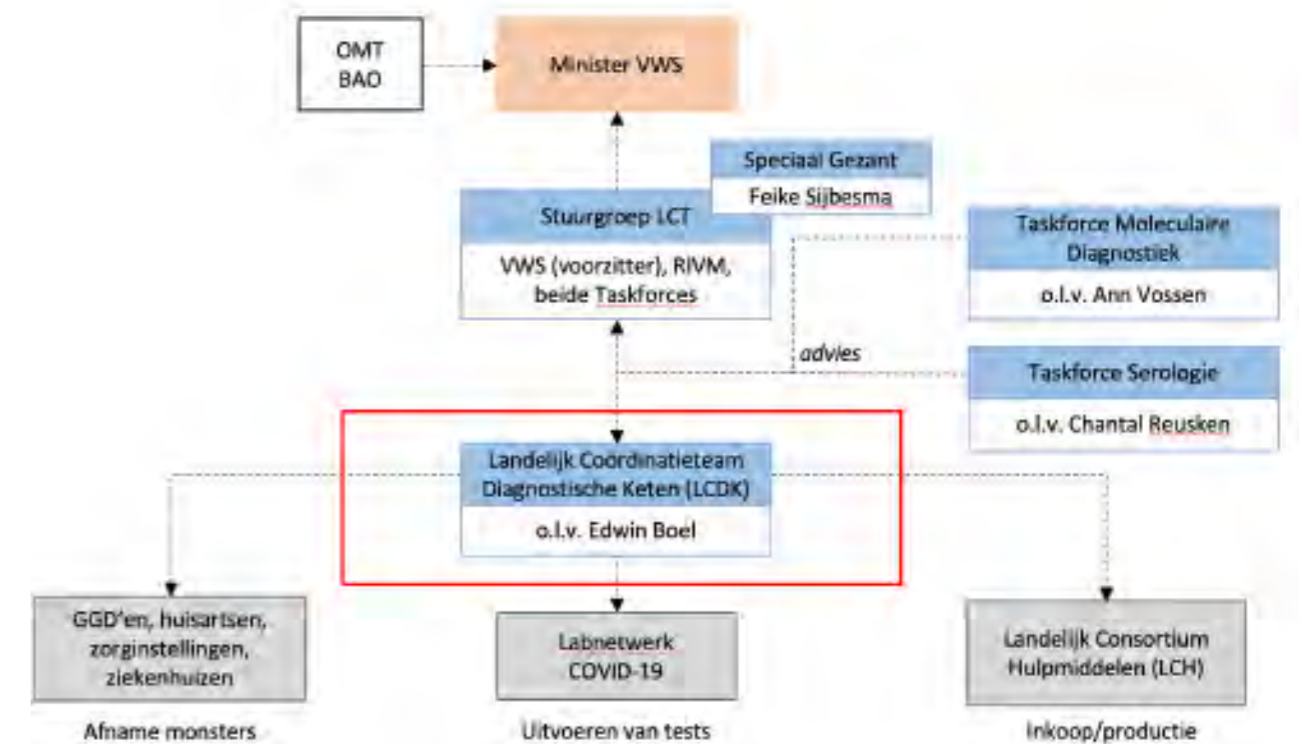 OMT
BAO
Minister VWS
Speciaal Gezant
Feike Sijbesma
Stuurgroep LCT
VWS (voorzitter), RIVM,
beide Taskforces
Taskforce Moleculaire
Diagnostiek
o.l.v. Ann Vossen
advies
Taskforce Serologie
o.l.v. Chantal Reusken
Landelijk Coördinatieteam
Diagnostische Keten (LCDK)
o.l.v. Edwin Boel
GGD'en, huisartsen,
zorginstellingen,
ziekenhuizen
Labnetwerk
COVID-19
Landelijk Consortium
Hulpmiddelen (LCH)
Afname monsters
Uitvoeren van tests
Inkoop/productie